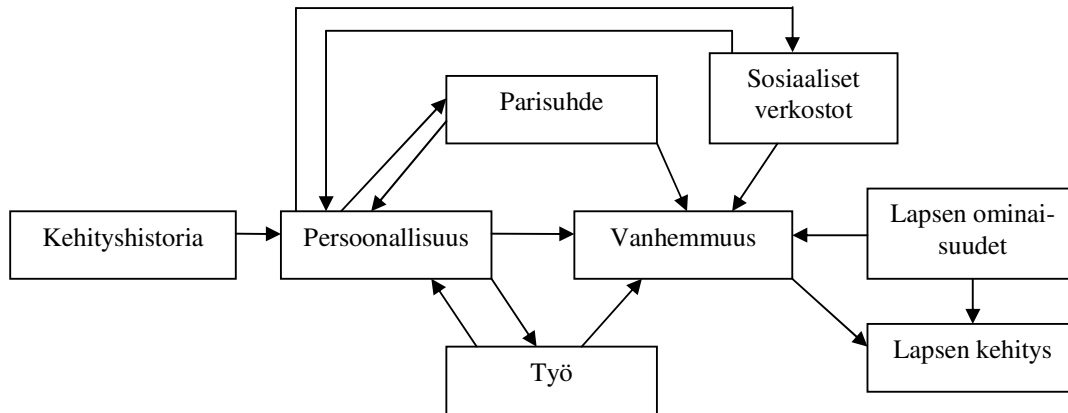 Sosiaaliset
verkostot
Parisuhde
Kehityshistoria
Persoonallisuus
Vanhemmuus
Lapsen ominai-
suudet
Lapsen kehitys
Työ